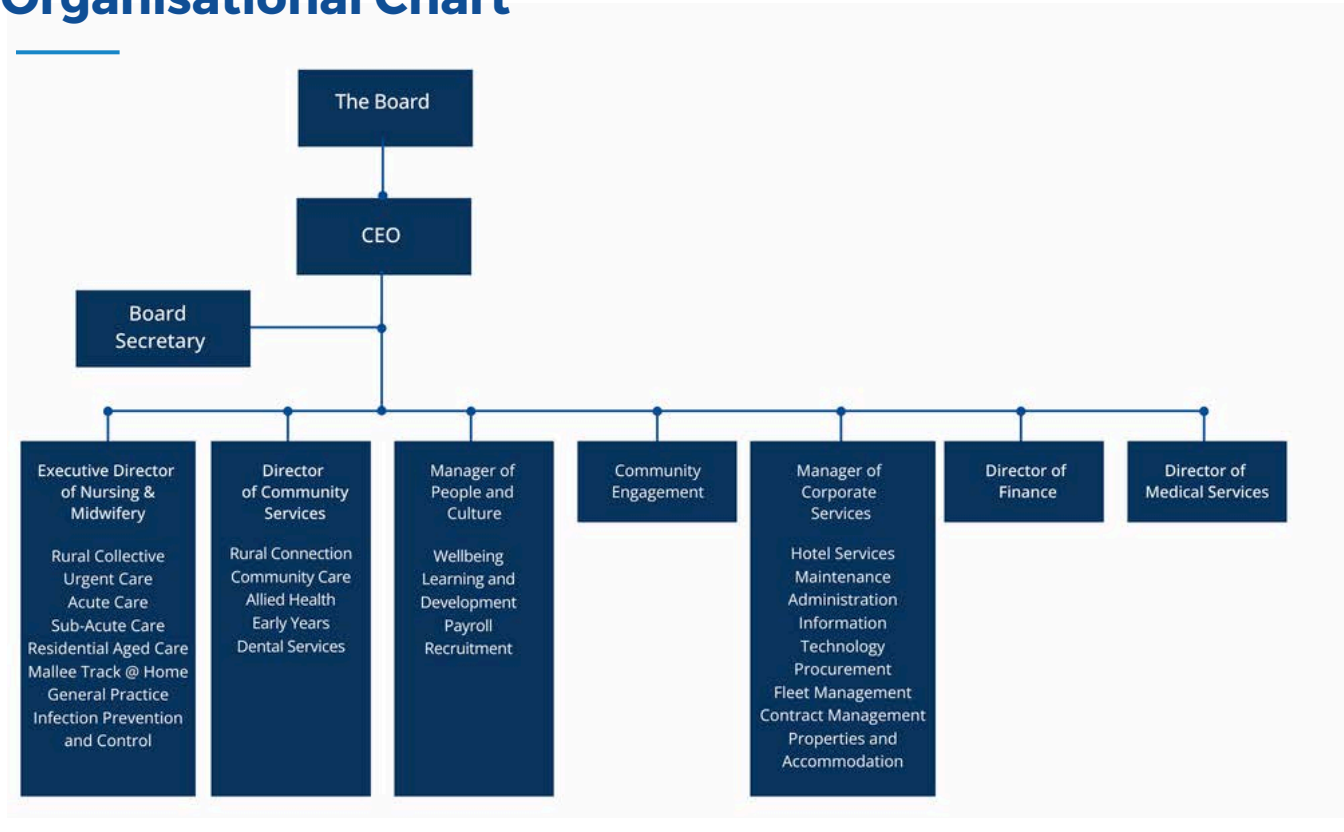 Organisational Chart
The Board
CEO
Board
Secretary
Executive Director
of Nursing &
Midwifery
Rural Collective
Urgent Care
Acute Care
Sub-Acute Care
Residential Aged Care
Mallee Track @ Home
General Practice
Infection Prevention
and Control
Director
of Community
Services
Rural Connection
Community Care
Allied Health
Early Years
Dental Services
Manager of
People and
Culture
Wellbeing
Learning and
Development
Payroll
Recruitment
Community
Engagement
Manager of
Corporate
Services
Hotel Services
Maintenance
Administration
Information
Technology
Procurement
Fleet Management
Contract Management
Properties and
Accommodation
Director of
Finance
Director of
Medical Services